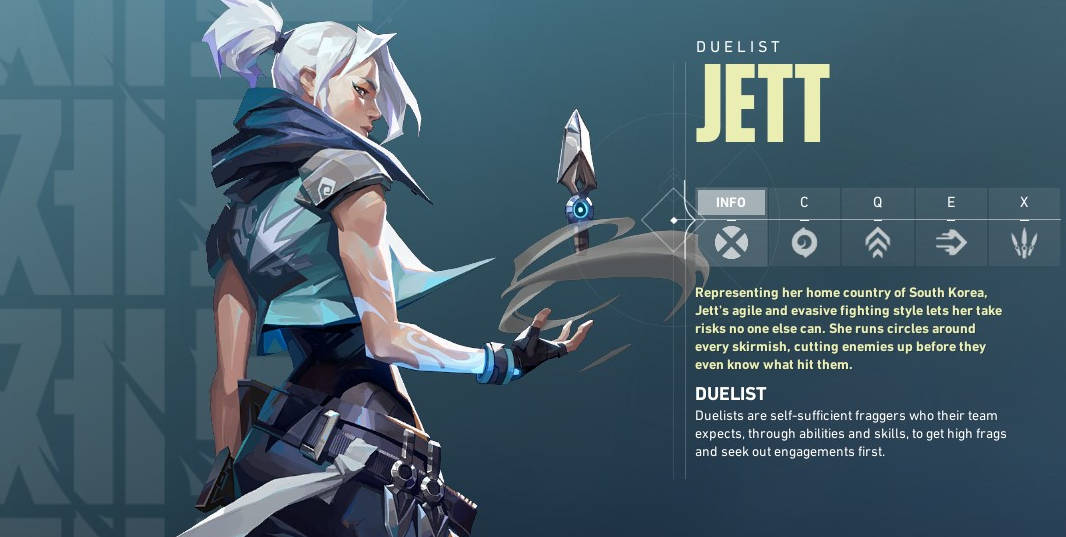 DUELIST
JETT
INFO C Q E X
Representing her home country of South Korea,
Jett's agile and evasive fighting style lets her take
risks no one else can. She runs circles around
every skirmish, cutting enemies up before they
even know what hit them.
DUELIST
Duelists are self-sufficient fraggers who their team
expects, through abilities and skills, to get high frags
and seek out engagements first.